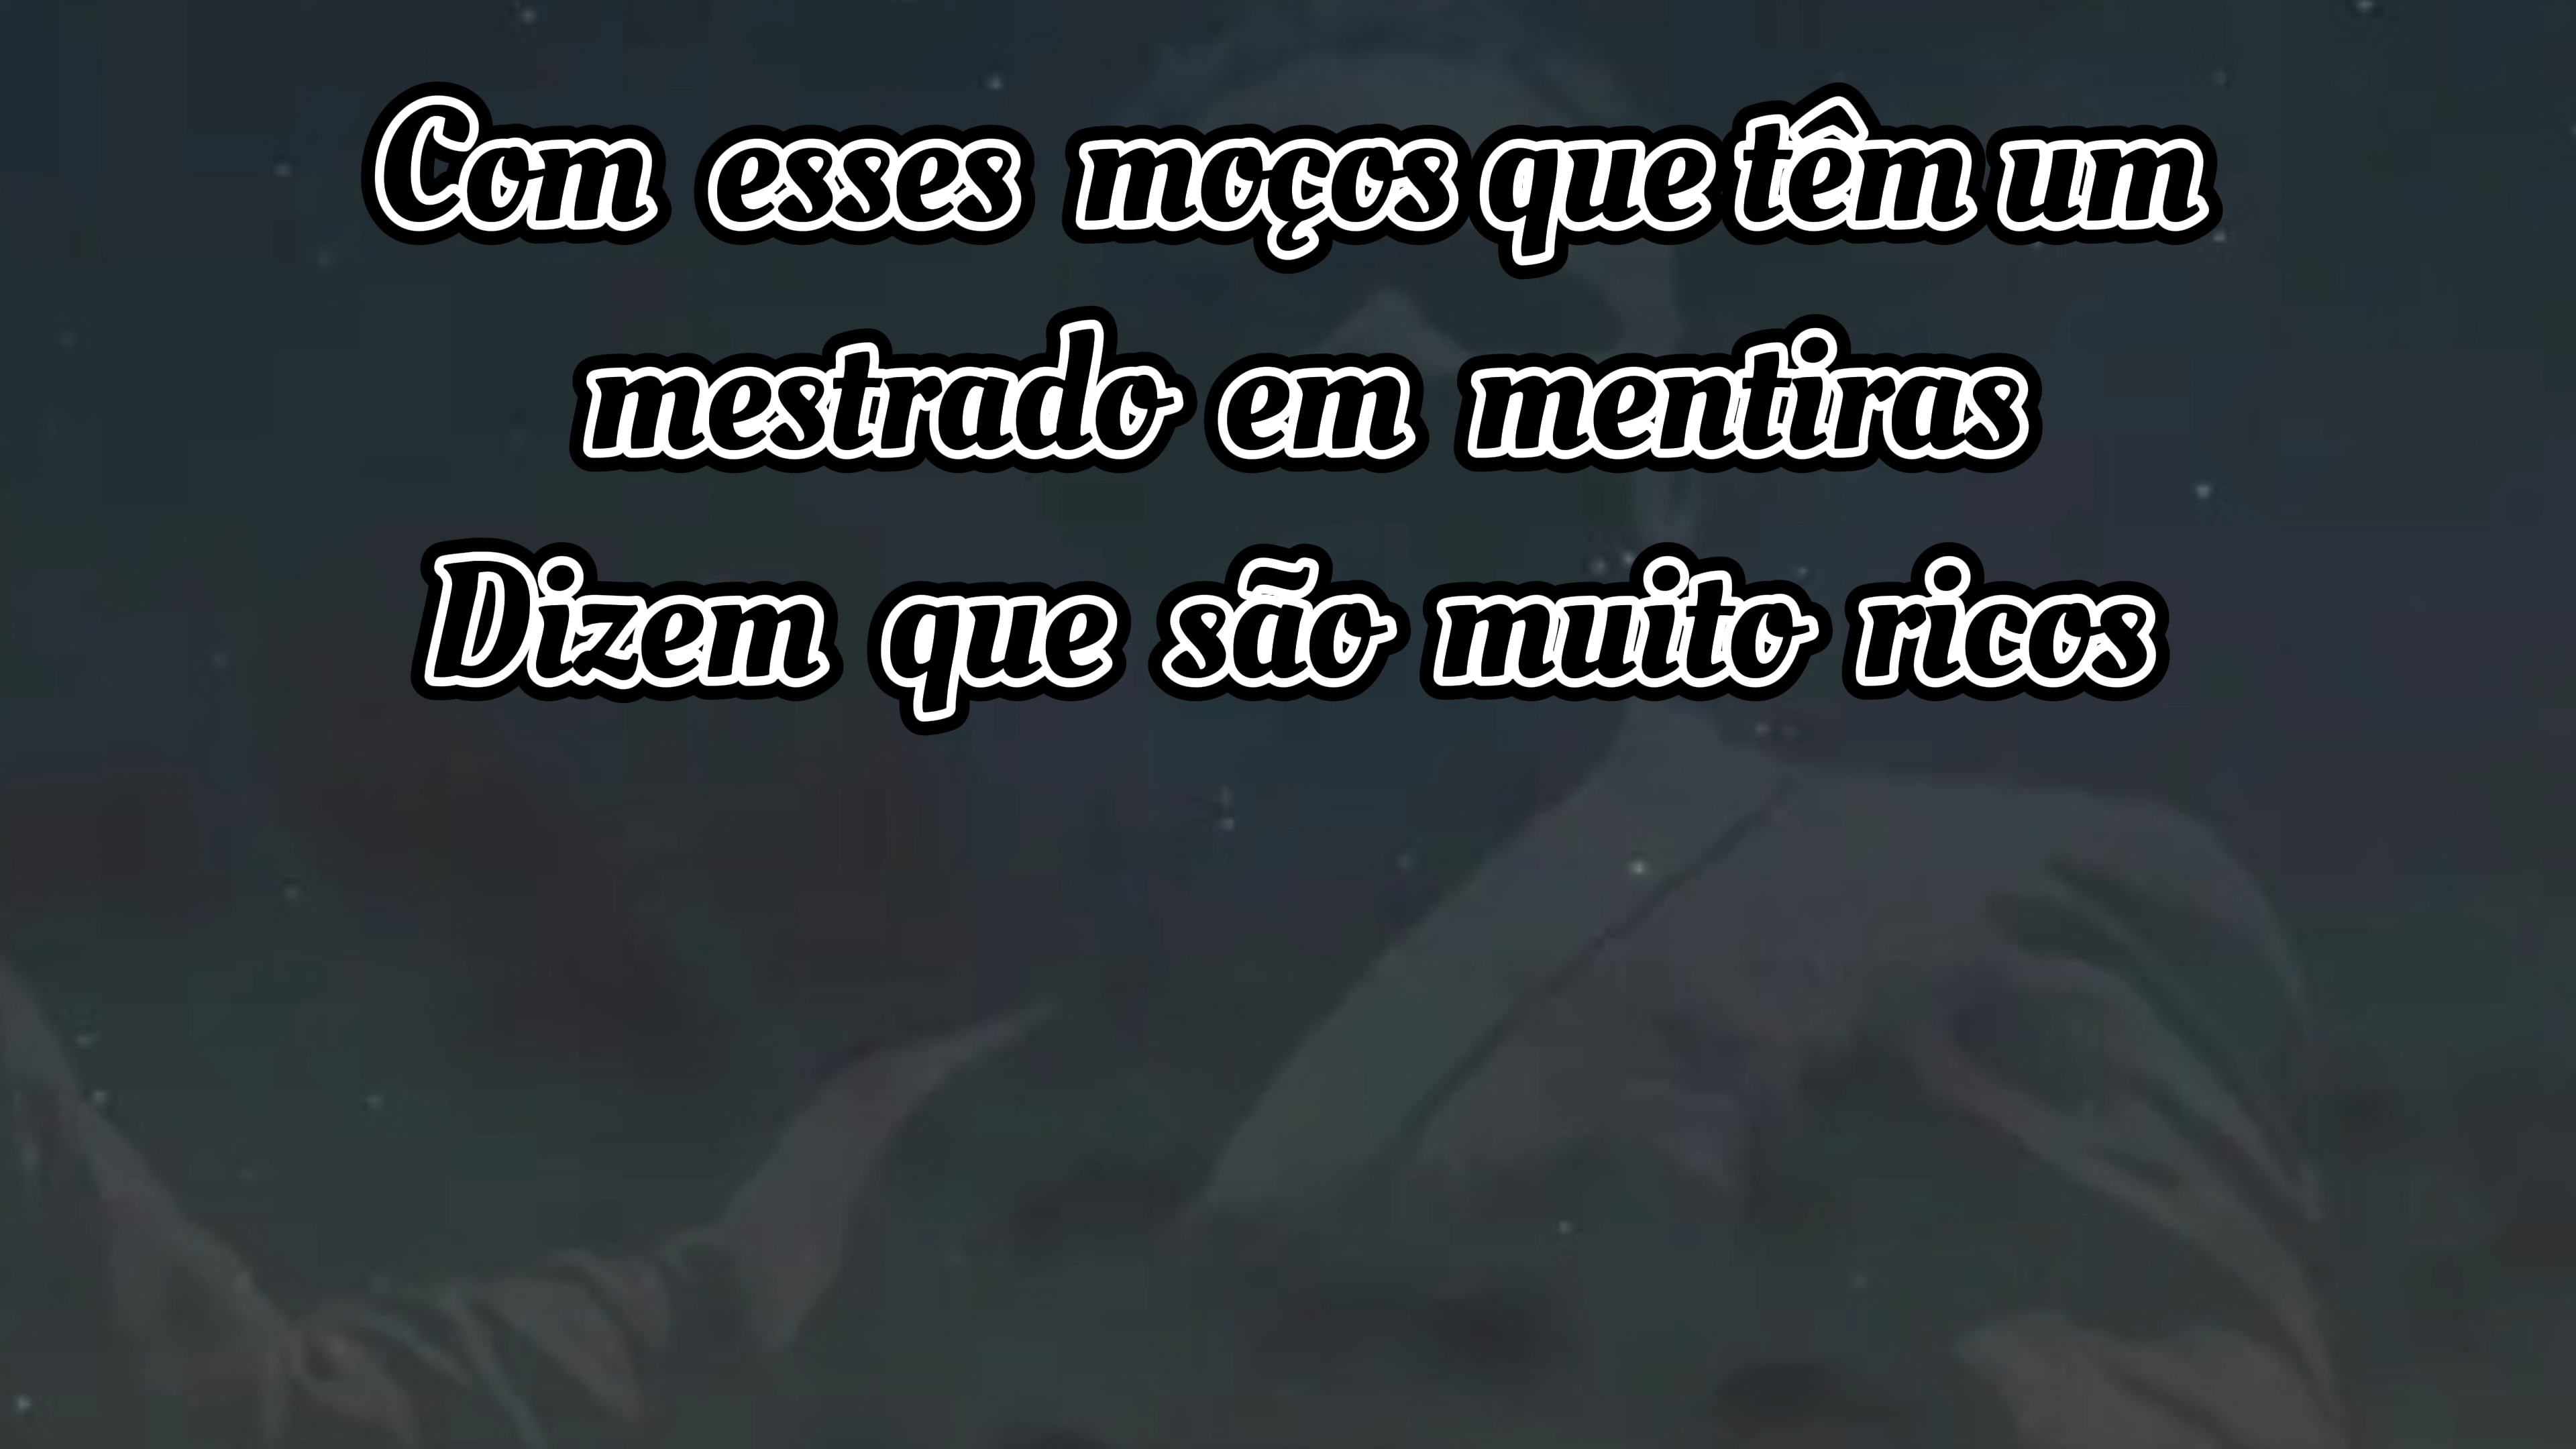 Com esses moços que têm um
mestrado em mentiras
Dizem que são muito ricos